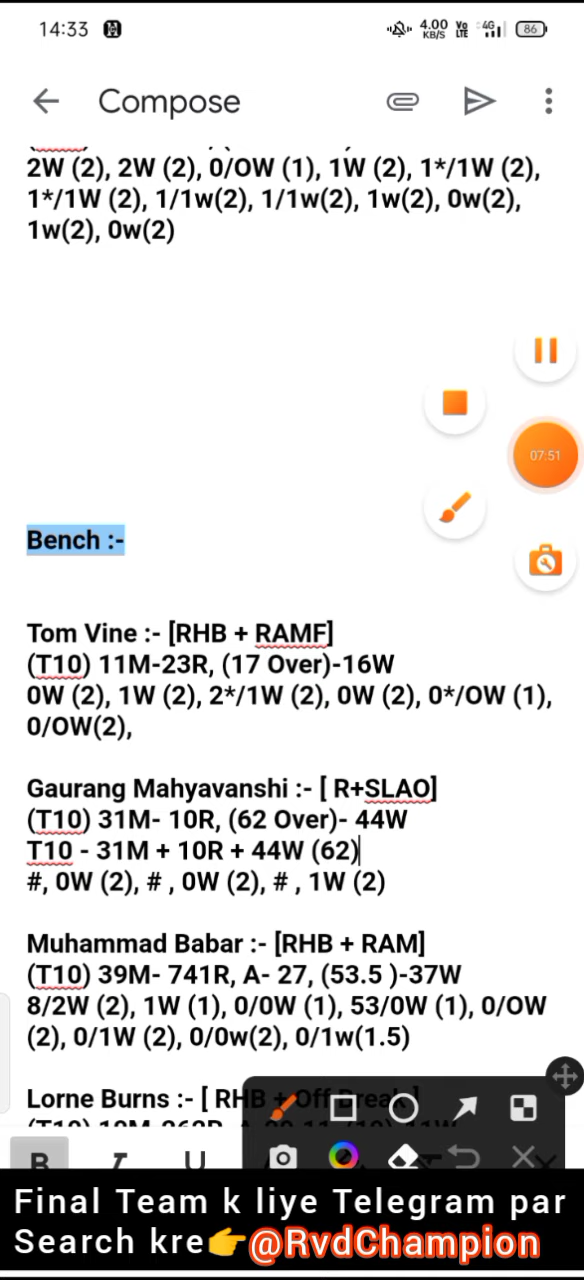 14:33 4.00 KB/S Vo LTE 4G 86
Compose
2W (2), 2W (2), 0/OW (1), 1W (2), 1*/1W (2),
1*/1W (2), 1/1w(2), 1/1w(2), 1w(2), 0w(2),
1w(2), 0w(2)
07:51
Bench :-
Tom Vine :- [RHB + RAMF]
(T10) 11M-23R, (17 Over)-16W
0W (2), 1W (2), 2*/1W (2), 0W (2), 0*/OW (1),
0/OW(2),
Gaurang Mahyavanshi :- [ R+SLAO]
(T10) 31M- 10R, (62 Over)- 44W
T10 - 31M + 10R + 44W (62)
#, 0W (2), # , 0W (2), # , 1W (2)
Muhammad Babar :- [RHB + RAM]
(T10) 39M- 741R, A- 27, (53.5 )-37W
8/2W (2), 1W (1), 0/0W (1), 53/0W (1), 0/OW
(2), 0/1W (2), 0/0w(2), 0/1w(1.5)
Lorne Burns :- [ RHB + Off Break ]
B I U
Final Team k liye Telegram par
Search kre👉@RvdChampion